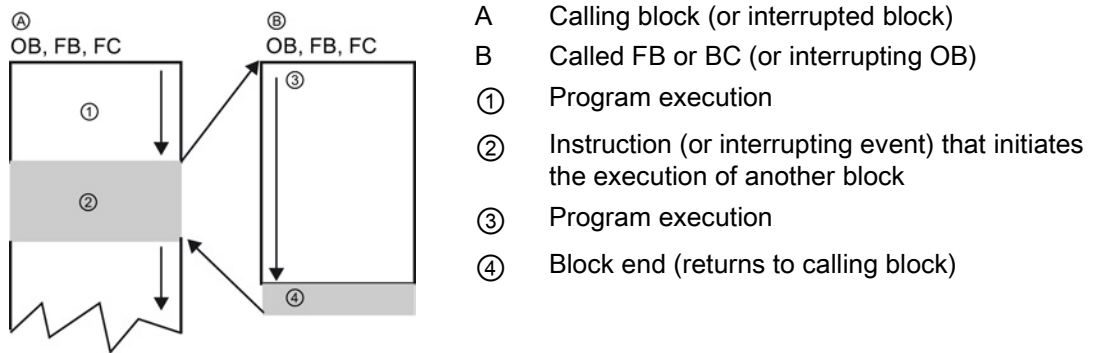 Ⓐ
OB, FB, FC
①
②
Ⓑ
OB, FB, FC
③
④
A Calling block (or interrupted block)
B Called FB or BC (or interrupting OB)
① Program execution
② Instruction (or interrupting event) that initiates
the execution of another block
③ Program execution
④ Block end (returns to calling block)